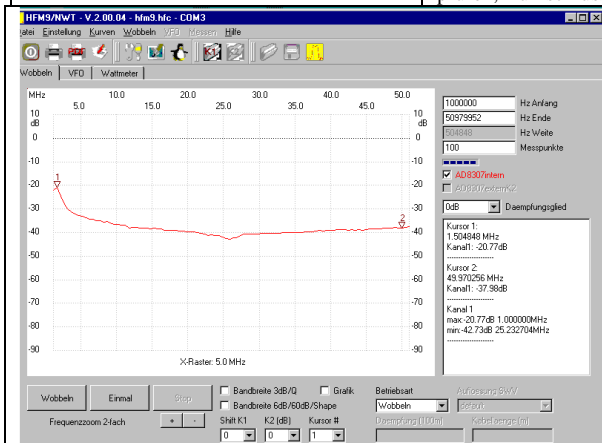 HFM9/NWT - V.2.00.04 - hfm9.hfc - COM3
atei Einstellung Kurven Wobbeln VFO Messen Hilfe
Wobbeln VFO Wattmeter
MHz 10.0 20.0 30.0 40.0 50.0
5.0 15.0 25.0 35.0 45.0
10 10
dB dB
0 0
-10 -10
-20 -20
-30 -30
-40 -40
-50 -50
-60 -60
-70 -70
-80 -80
-90 -90
1
2
X-Raster: 5.0 MHz
1000000 Hz Anfang
50979952 Hz Ende
504848 Hz Weite
100 Messpunkte
AD8307intern
AD8307externK2
0dB Daempfungsglied
Kursor 1:
1.504848 MHz
Kanal1: -20.77dB
--------------------
Kursor 2:
49.970256 MHz
Kanal1: -37.98dB
--------------------
Kanal 1
max:-20.77dB 1.000000MHz
min:-42.73dB 25.232704MHz
--------------------
Wobbeln Einmal Stop
Frequenzzoom 2-fach + -
Bandbreite 3dB/Q Grafik
Bandbreite 6dB/60dB/Shape
Shift K1 K2 (dB) Kursor #
0 0 1
Betriebsart Aufloesung SWV
Wobbeln default
Daempfung (100m) Kabellaenge (m)